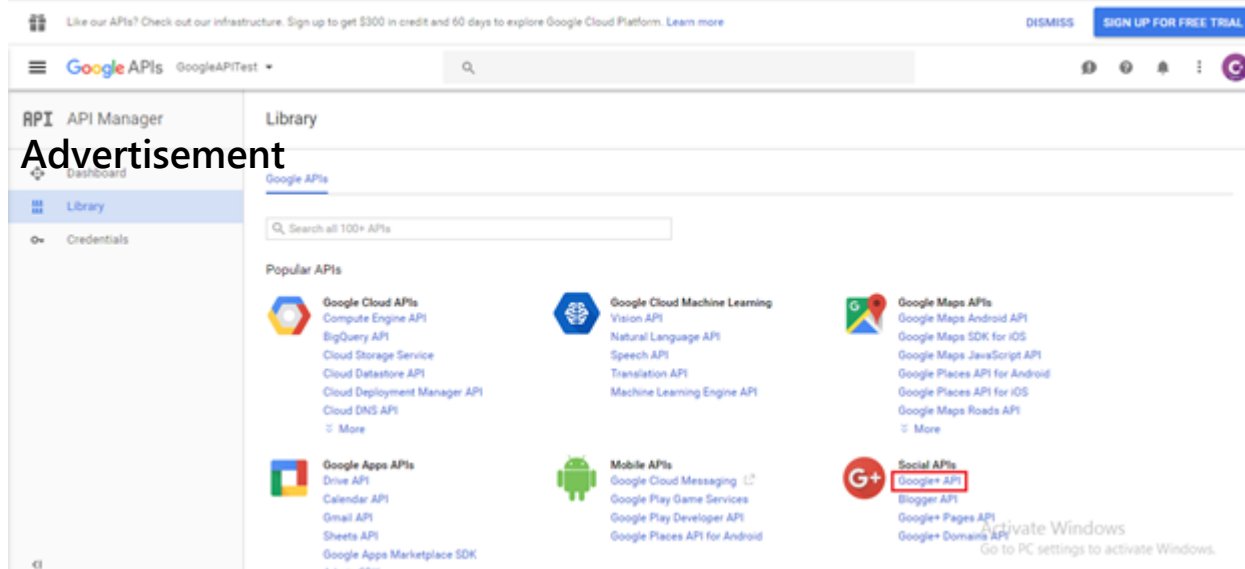 Like our APIs? Check out our infrastructure. Sign up to get $300 in credit and 60 days to explore Google Cloud Platform. Learn more
DISMISS
SIGN UP FOR FREE TRIAL
Google APIs
GoogleAPITest
C
API
API Manager
Library
Advertisement
Dashboard
Library
Credentials
Google APIs
Search all 100+ APIs
Popular APIs
Google Cloud APIs
Compute Engine API
BigQuery API
Cloud Storage Service
Cloud Datastore API
Cloud Deployment Manager API
Cloud DNS API
More
Google Cloud Machine Learning
Vision API
Natural Language API
Speech API
Translation API
Machine Learning Engine API
G
Google Maps APIs
Google Maps Android API
Google Maps SDK for iOS
Google Maps JavaScript API
Google Places API for Android
Google Places API for iOS
Google Maps Roads API
More
Google Apps APIs
Drive API
Calendar API
Gmail API
Sheets API
Google Apps Marketplace SDK
Mobile APIs
Google Cloud Messaging
Google Play Game Services
Google Play Developer API
Google Places API for Android
G+
Social APIs
Google+ API
Blogger API
Google+ Pages API
Google+ Domains API
Activate Windows
Go to PC settings to activate Windows.